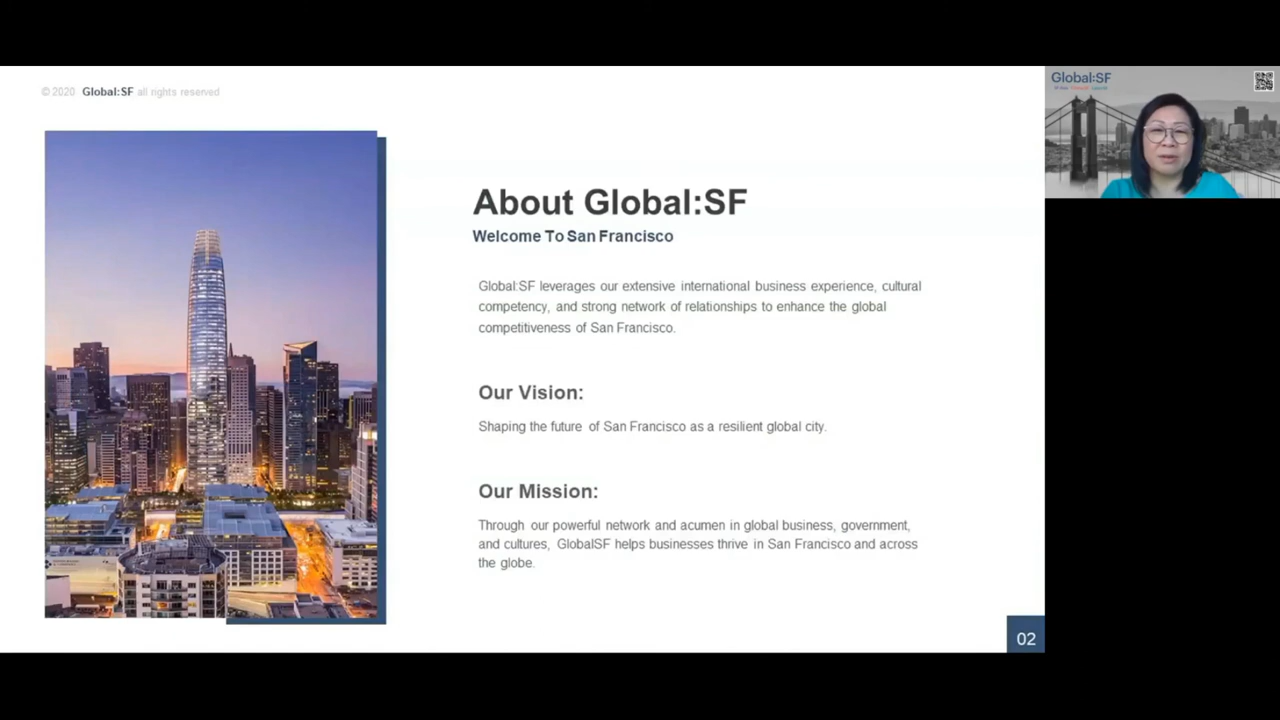 © 2020 Global:SF all rights reserved
Global:SF
About Global:SF
Welcome To San Francisco
Global:SF leverages our extensive international business experience, cultural
competency, and strong network of relationships to enhance the global
competitiveness of San Francisco.
Our Vision:
Shaping the future of San Francisco as a resilient global city.
Our Mission:
Through our powerful network and acumen in global business, government,
and cultures, GlobalSF helps businesses thrive in San Francisco and across
the globe.
02